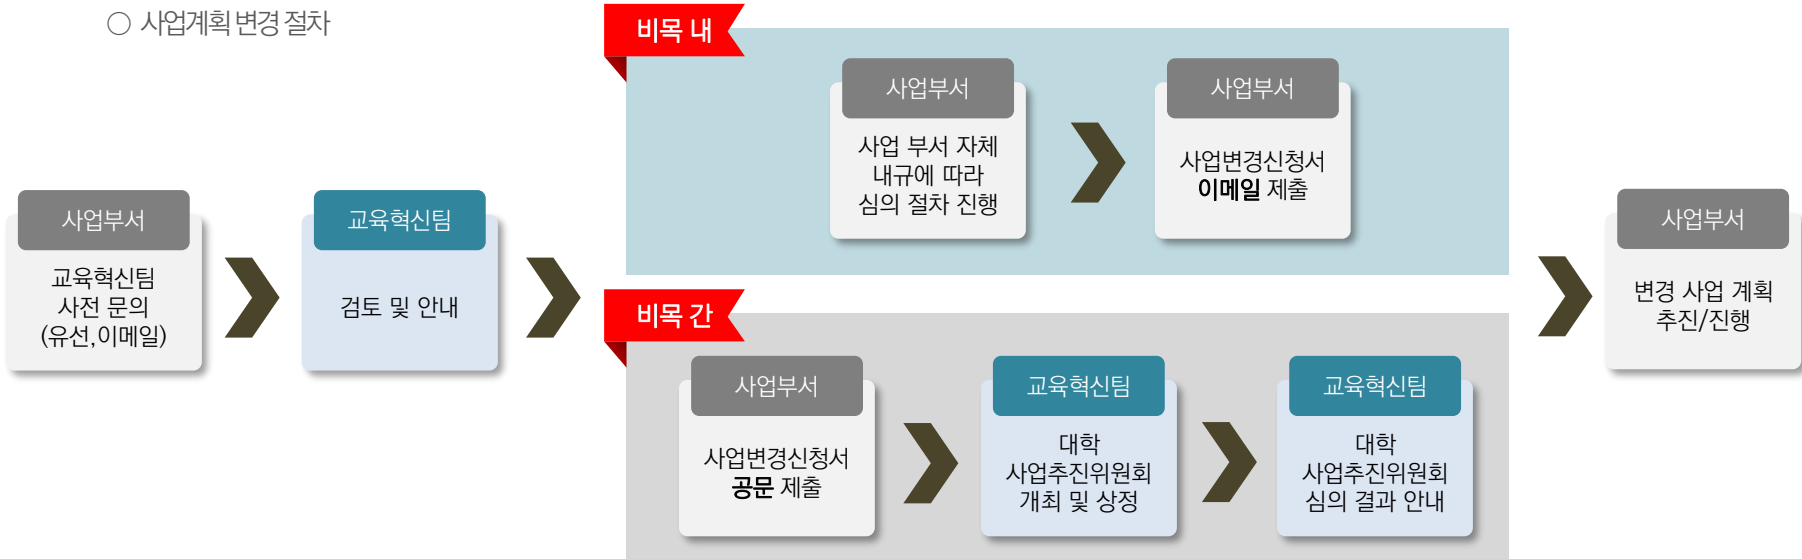 ○ 사업계획 변경 절차
사업부서
교육혁신팀
사전 문의
(유선,이메일)
교육혁신팀
검토 및 안내
비목 내
사업부서
사업 부서 자체
내규에 따라
심의 절차 진행
사업부서
사업변경신청서
이메일 제출
비목 간
사업부서
사업변경신청서
공문 제출
교육혁신팀
대학
사업추진위원회
개최 및 상정
교육혁신팀
대학
사업추진위원회
심의 결과 안내
사업부서
변경 사업 계획
추진/진행